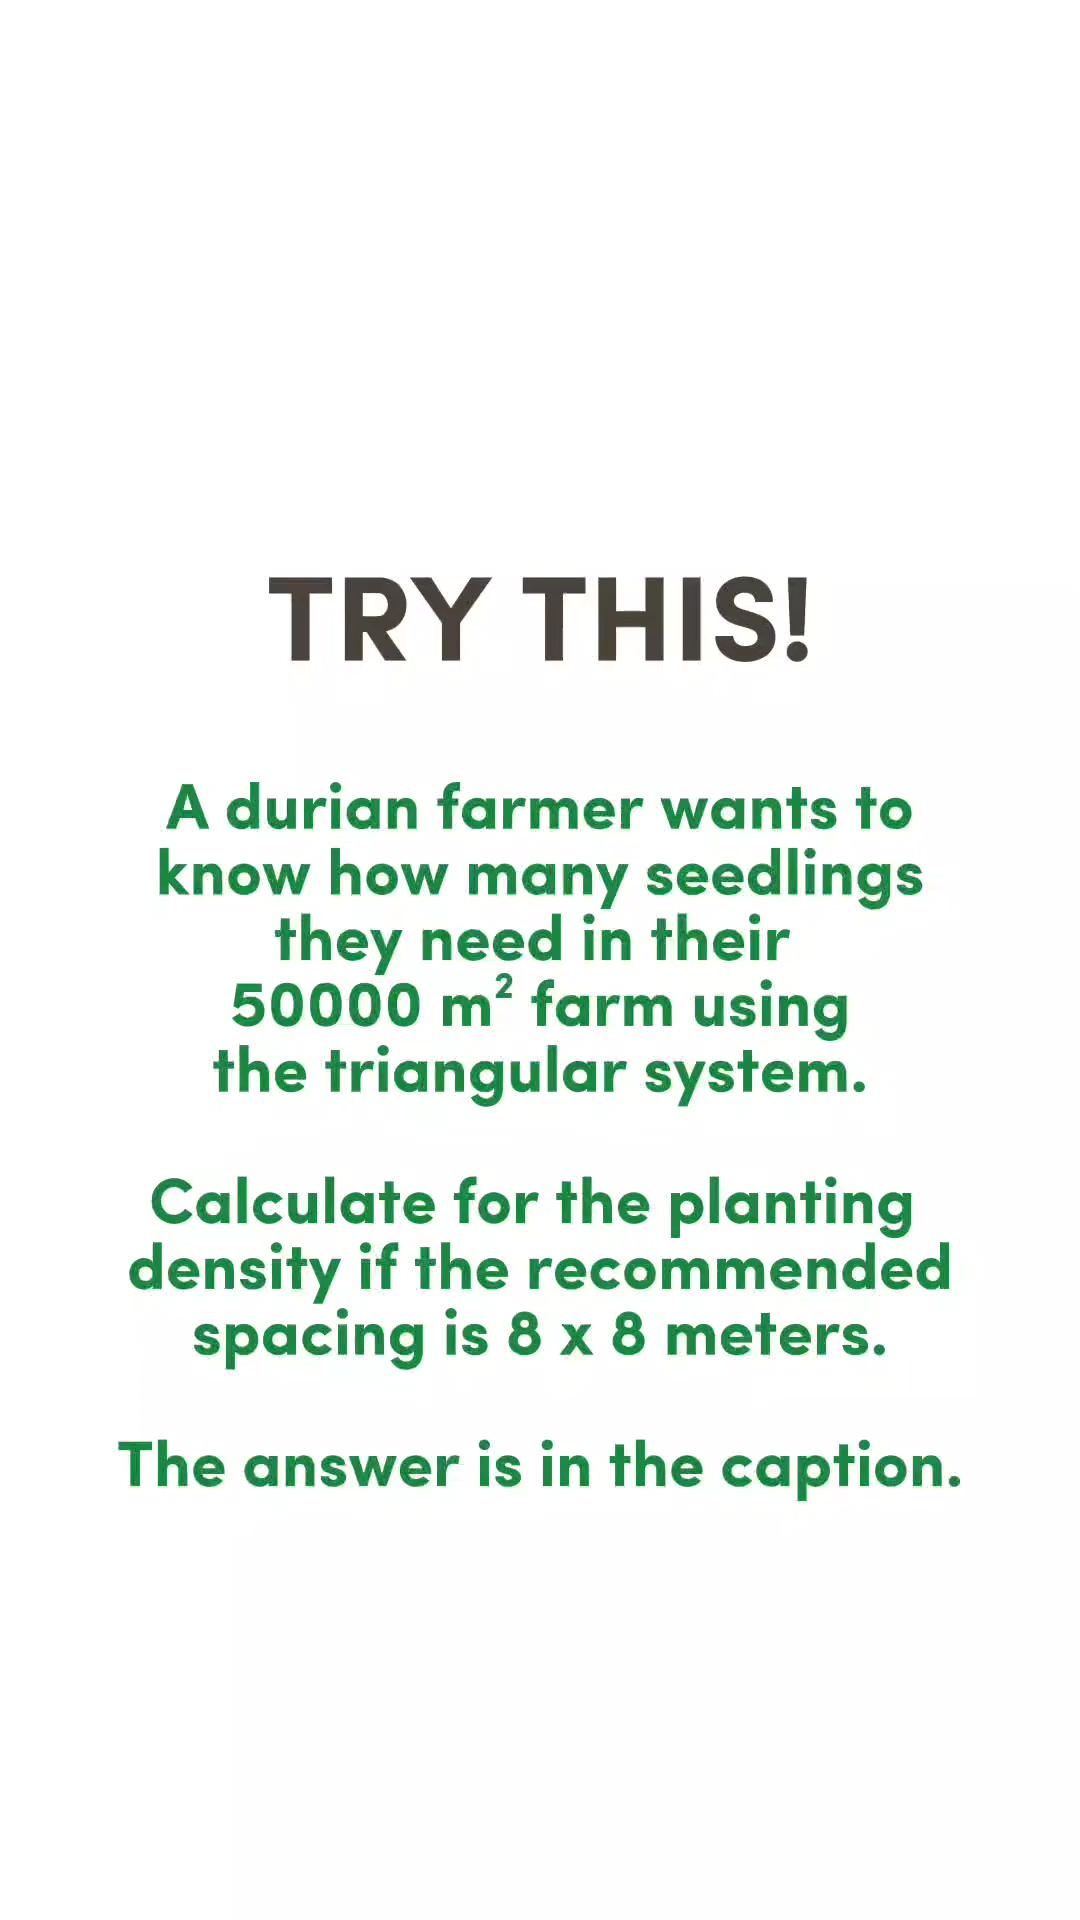 TRY THIS!
A durian farmer wants to
know how many seedlings
they need in their
50000 m² farm using
the triangular system.
Calculate for the planting
density if the recommended
spacing is 8 x 8 meters.
The answer is in the caption.